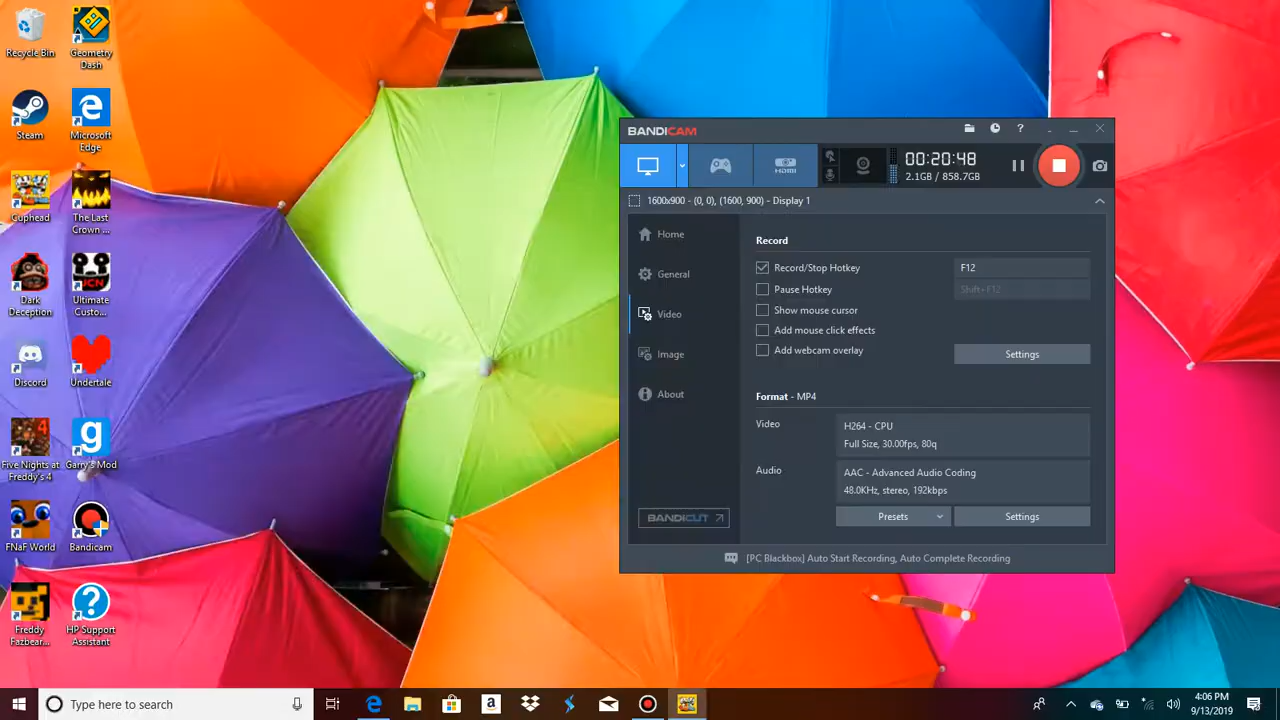 Recycle Bin
Geometry
Dash
Steam
Microsoft
Edge
Cuphead
The Last
Crown ...
Dark
Deception
UCN
Ultimate
Custo...
Discord
Undertale
4
Five Nights at
Freddy's 4
g
Garry's Mod
FNaF World
Bandicam
Freddy
Fazbear...
?
HP Support
Assistant
BANDICAM
?
HDMI
00:20:48
2.1GB / 858.7GB
1600x900 - (0, 0), (1600, 900) - Display 1
Home
General
Video
Image
About
BANDICUT
Record
Record/Stop Hotkey
F12
Pause Hotkey
Shift+F12
Show mouse cursor
Add mouse click effects
Add webcam overlay
Settings
Format - MP4
Video
H264 - CPU
Full Size, 30.00fps, 80q
Audio
AAC - Advanced Audio Coding
48.0KHz, stereo, 192kbps
Presets
Settings
[PC Blackbox] Auto Start Recording, Auto Complete Recording
Type here to search
4:06 PM
9/13/2019